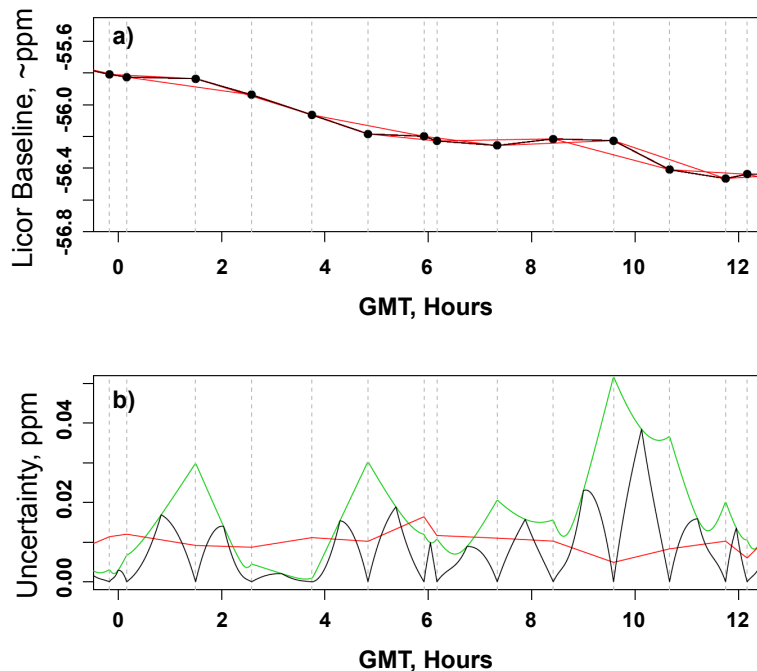 a)
Licor Baseline, ~ppm
-55.6
-56.0
-56.4
-56.8
0 2 4 6 8 10 12
GMT, Hours
b)
Uncertainty, ppm
0.04
0.02
0.00
0 2 4 6 8 10 12
GMT, Hours